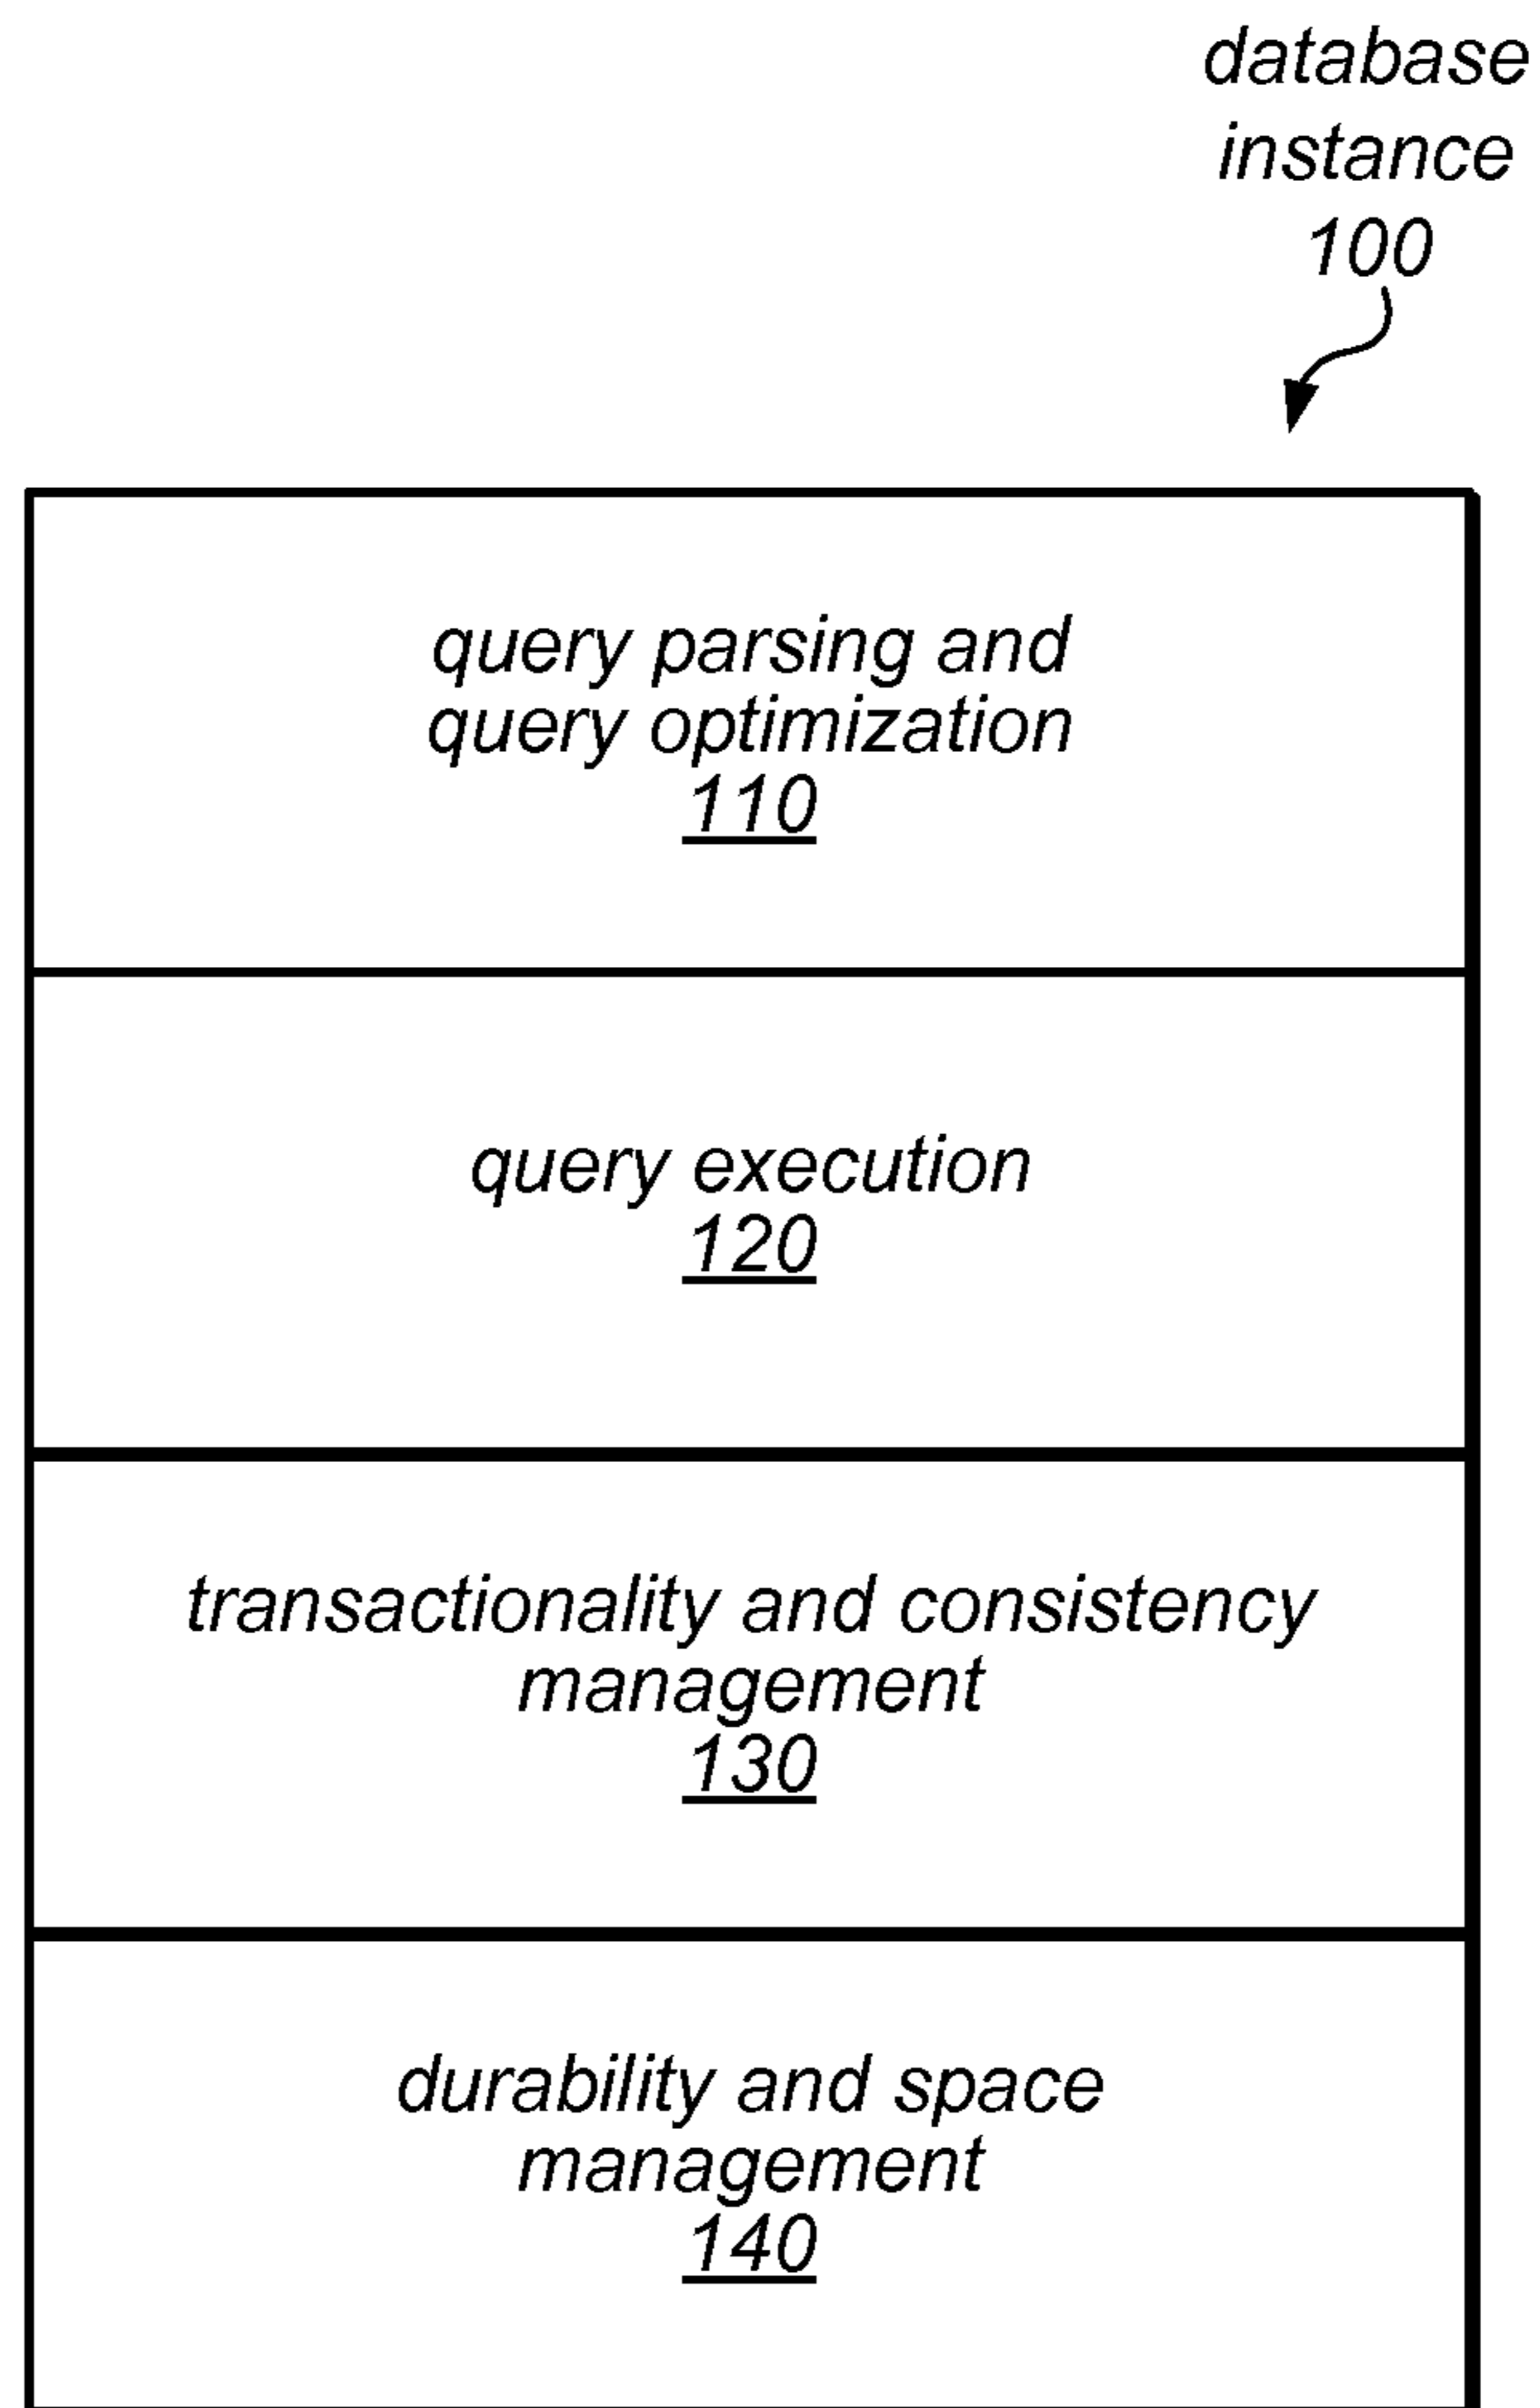 database
instance
100
query parsing and
query optimization
110
query execution
120
transactionality and consistency
management
130
durability and space
management
140